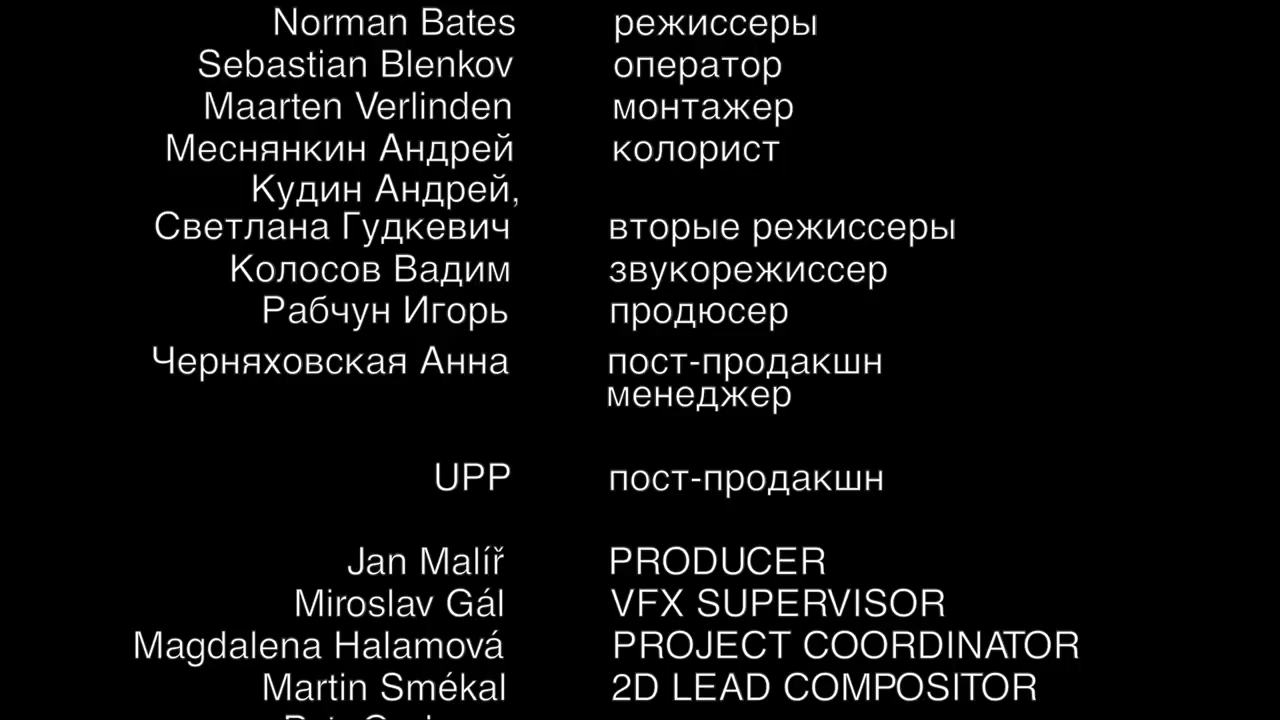 Norman Bates режиссеры
Sebastian Blenkov оператор
Maarten Verlinden монтажер
Меснянкин Андрей колорист
Кудин Андрей,
Светлана Гудкевич вторые режиссеры
Колосов Вадим звукорежиссер
Рабчун Игорь продюсер
Черняховская Анна пост-продакшн
менеджер
UPP пост-продакшн
Jan Malíř PRODUCER
Miroslav Gál VFX SUPERVISOR
Magdalena Halamová PROJECT COORDINATOR
Martin Smékal 2D LEAD COMPOSITOR